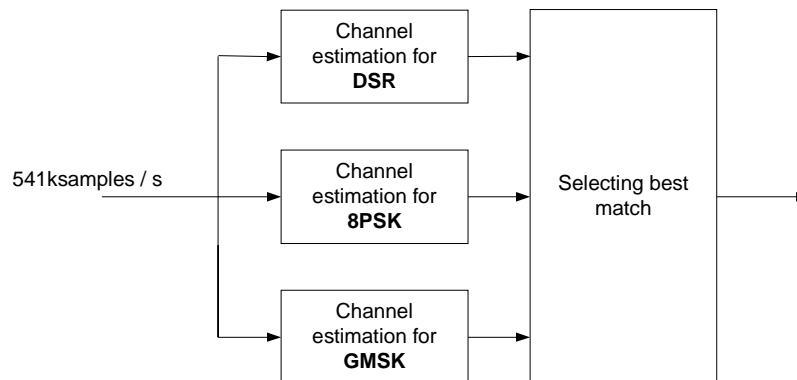 Channel
estimation for
DSR
541ksamples / s
Channel
estimation for
8PSK
Selecting best
match
Channel
estimation for
GMSK